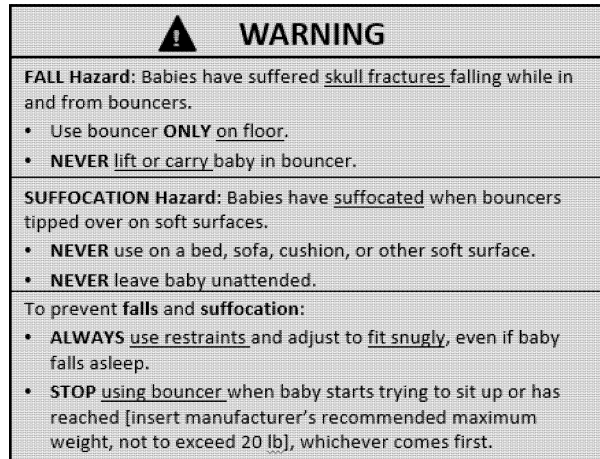 WARNING
FALL Hazard: Babies have suffered skull fractures falling while in
and from bouncers.
• Use bouncer ONLY on floor.
• NEVER lift or carry baby in bouncer.
SUFFOCATION Hazard: Babies have suffocated when bouncers
tipped over on soft surfaces.
• NEVER use on a bed, sofa, cushion, or other soft surface.
• NEVER leave baby unattended.
To prevent falls and suffocation:
• ALWAYS use restraints and adjust to fit snugly, even if baby
falls asleep.
• STOP using bouncer when baby starts trying to sit up or has
reached [insert manufacturer’s recommended maximum
weight, not to exceed 20 lb], whichever comes first.